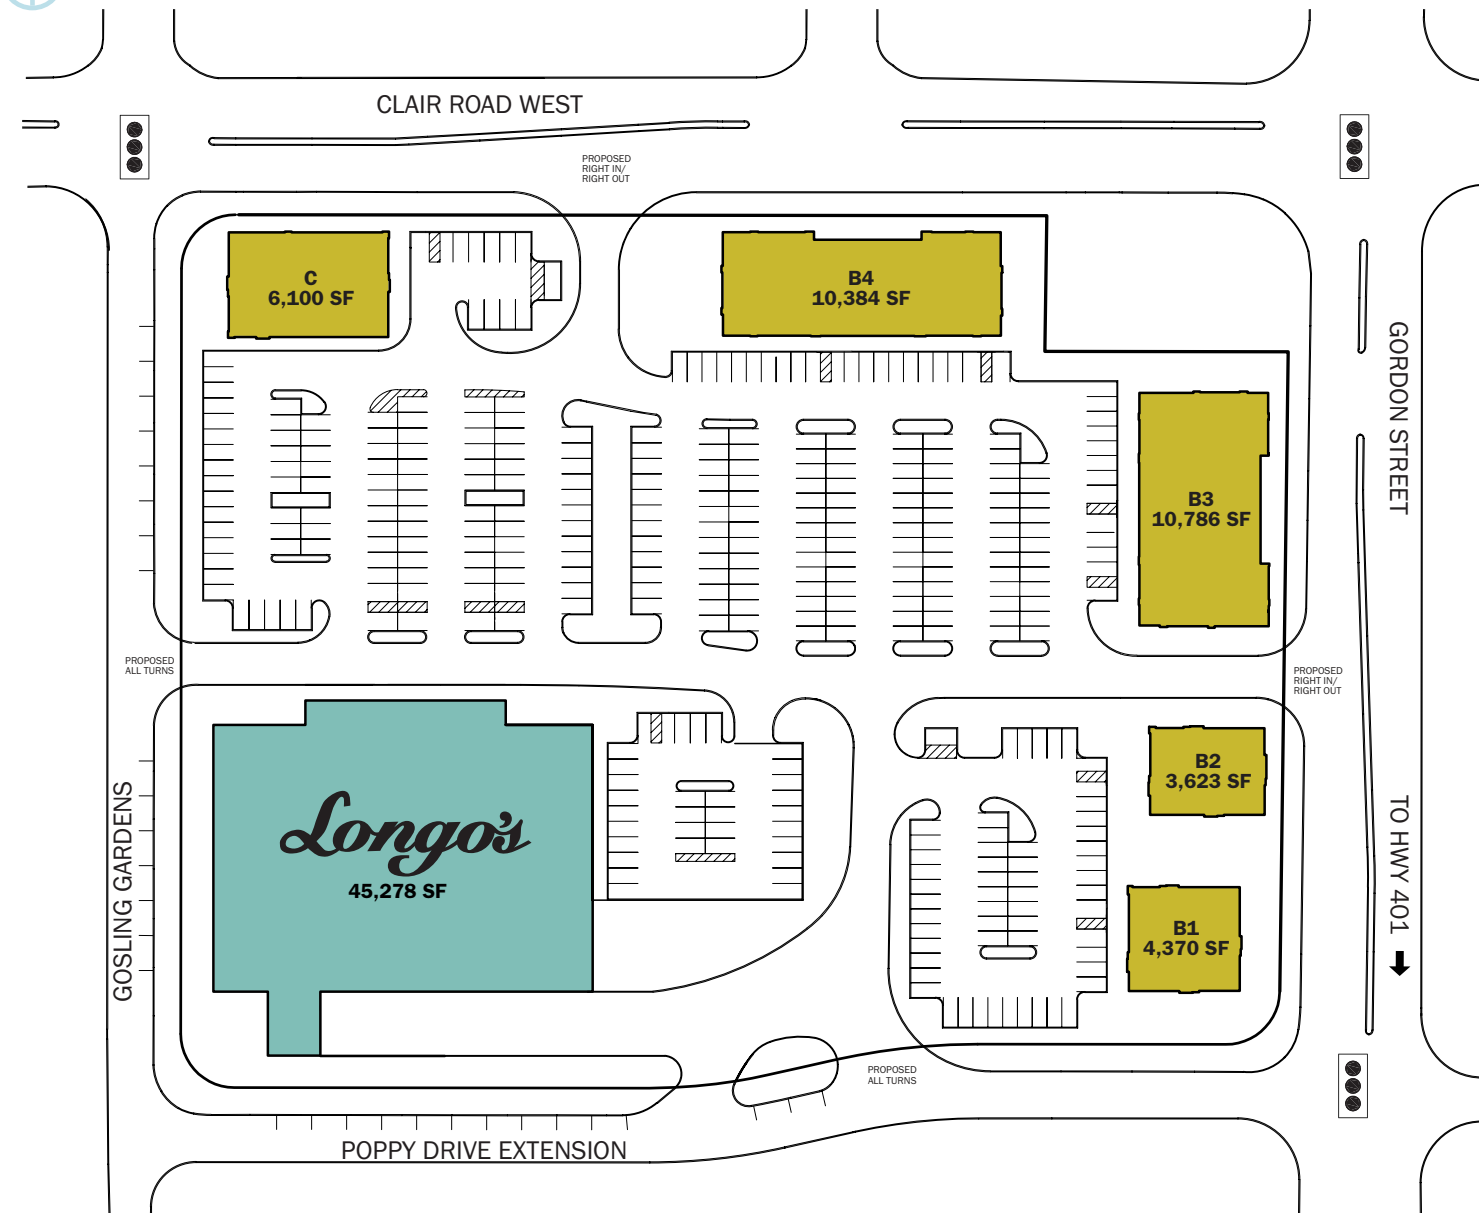 CLAIR ROAD WEST
PROPOSED
RIGHT IN/
RIGHT OUT
C
6,100 SF
B4
10,384 SF
GORDON STREET
B3
10,786 SF
PROPOSED
ALL TURNS
PROPOSED
RIGHT IN/
RIGHT OUT
B2
3,623 SF
Longo's
45,278 SF
GOSLING GARDENS
TO HWY 401
B1
4,370 SF
PROPOSED
ALL TURNS
POPPY DRIVE EXTENSION